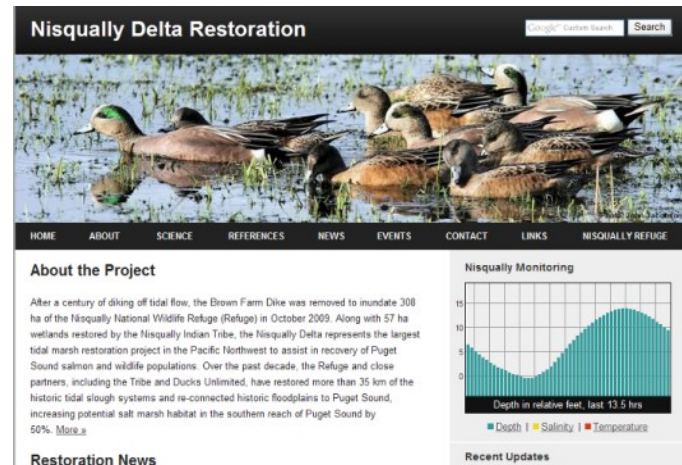 Nisqually Delta Restoration
Google™ Custom Search
Search
HOME ABOUT SCIENCE REFERENCES NEWS EVENTS CONTACT LINKS NISQUALLY REFUGE
About the Project
After a century of diking off tidal flow, the Brown Farm Dike was removed to inundate 308
ha of the Nisqually National Wildlife Refuge (Refuge) in October 2009. Along with 57 ha
wetlands restored by the Nisqually Indian Tribe, the Nisqually Delta represents the largest
tidal marsh restoration project in the Pacific Northwest to assist in recovery of Puget
Sound salmon and wildlife populations. Over the past decade, the Refuge and close
partners, including the Tribe and Ducks Unlimited, have restored more than 35 km of the
historic tidal slough systems and re-connected historic floodplains to Puget Sound,
increasing potential salt marsh habitat in the southern reach of Puget Sound by
50%. More »
Restoration News
Nisqually Monitoring
15
10
5
0
Depth in relative feet, last 13.5 hrs
Depth | Salinity | Temperature
Recent Updates